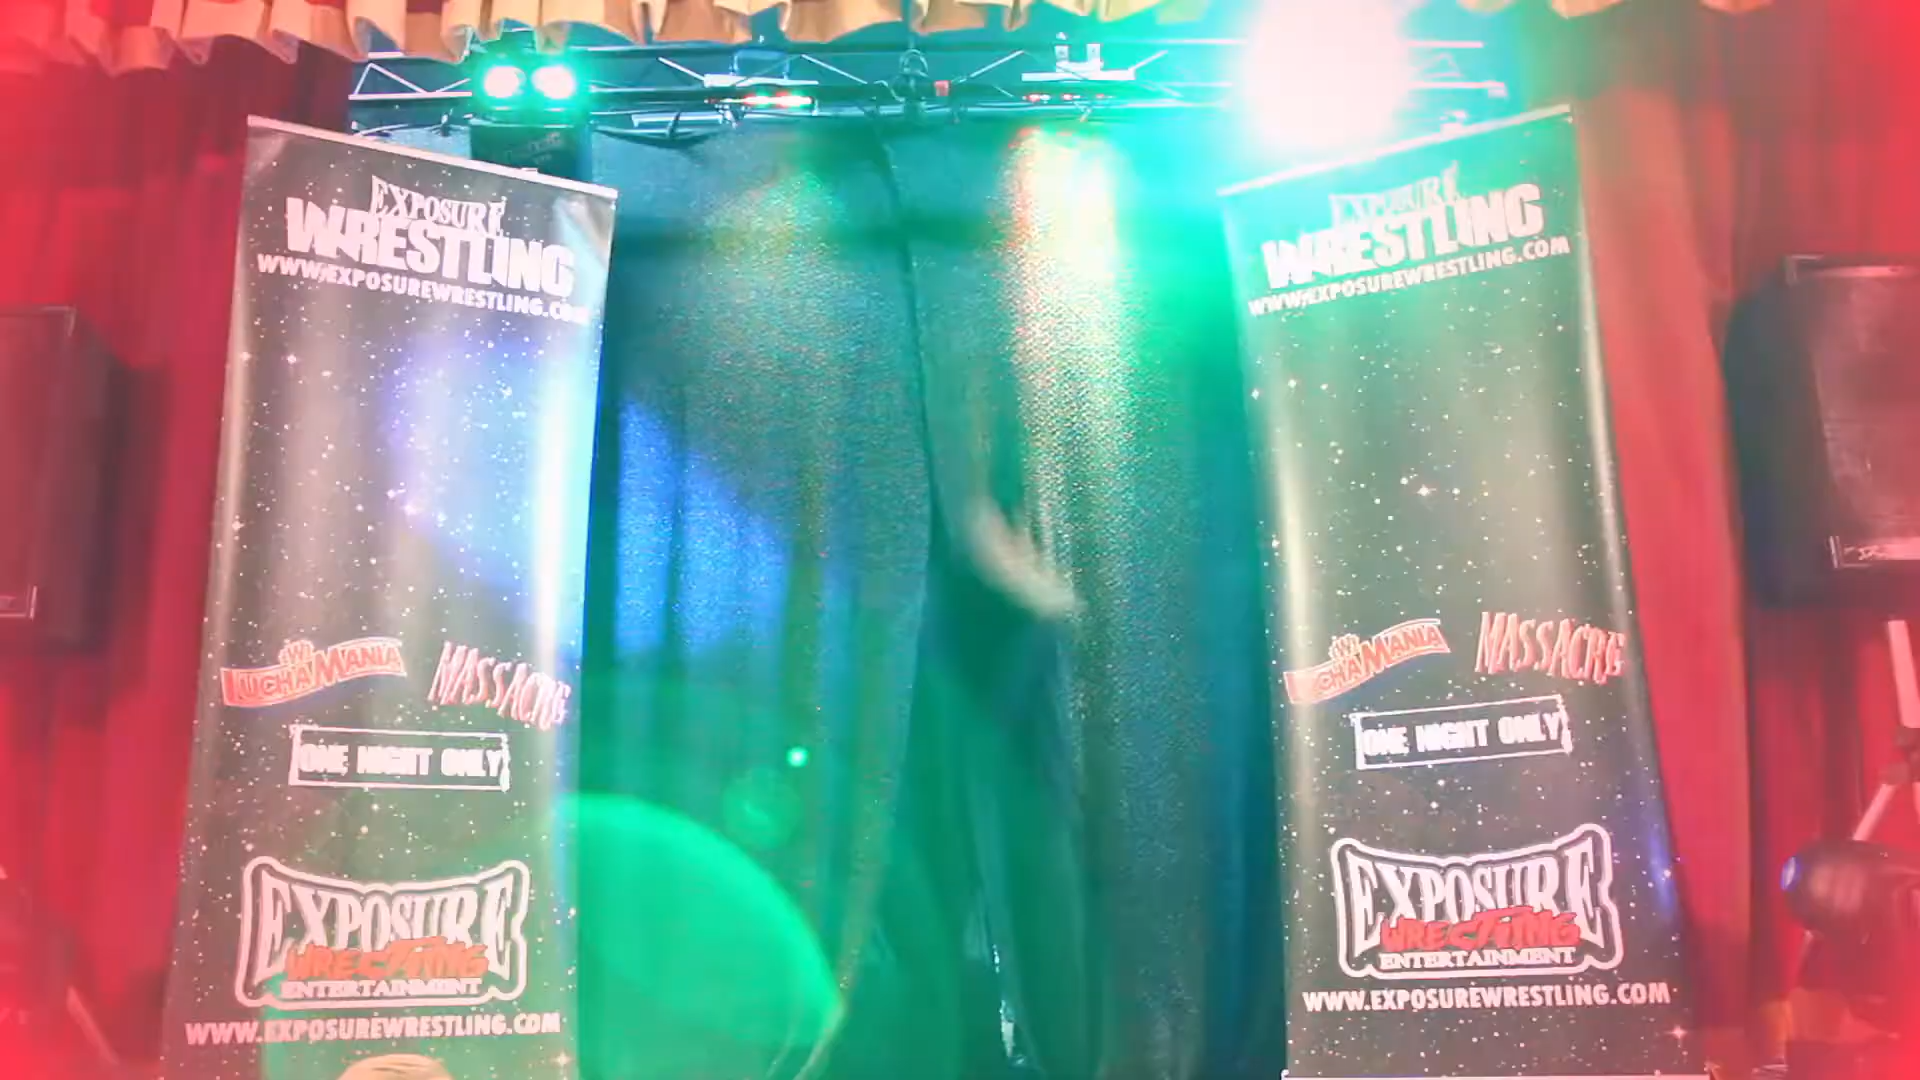 EXPOSURE
WRESTLING
WWW.EXPOSUREWRESTLING.COM
LUCHAMANIA
MASSACRE
ONE NIGHT ONLY
EXPOSURE
WRESTLING
ENTERTAINMENT
WWW.EXPOSUREWRESTLING.COM
EXPOSURE
WRESTLING
WWW.EXPOSUREWRESTLING.COM
LUCHAMANIA
MASSACRE
ONE NIGHT ONLY
EXPOSURE
WRESTLING
ENTERTAINMENT
WWW.EXPOSUREWRESTLING.COM